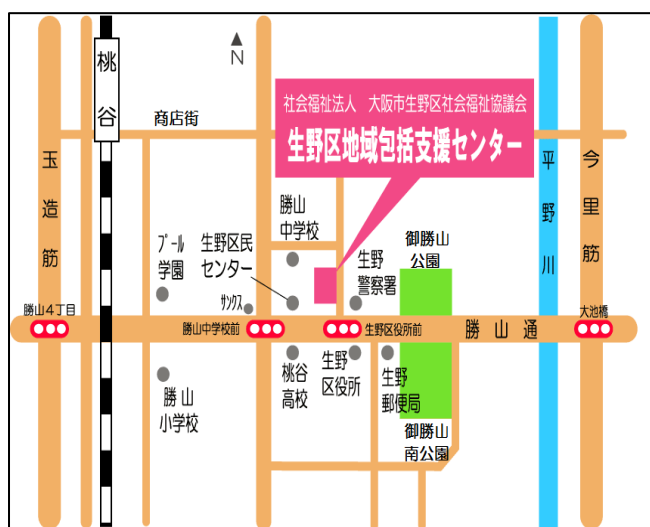 桃谷
N
社会福祉法人 大阪市生野区社会福祉協議会
生野区地域包括支援センター
商店街
玉造筋
平野川
今里筋
勝山
中学校
プール
学園
生野区民
センター
御勝山
公園
生野
警察署
サンクス
勝山4丁目
勝山中学校前
生野区役所前
勝山通
大池橋
桃谷
高校
生野
区役所
生野
郵便局
勝山
小学校
御勝山
南公園